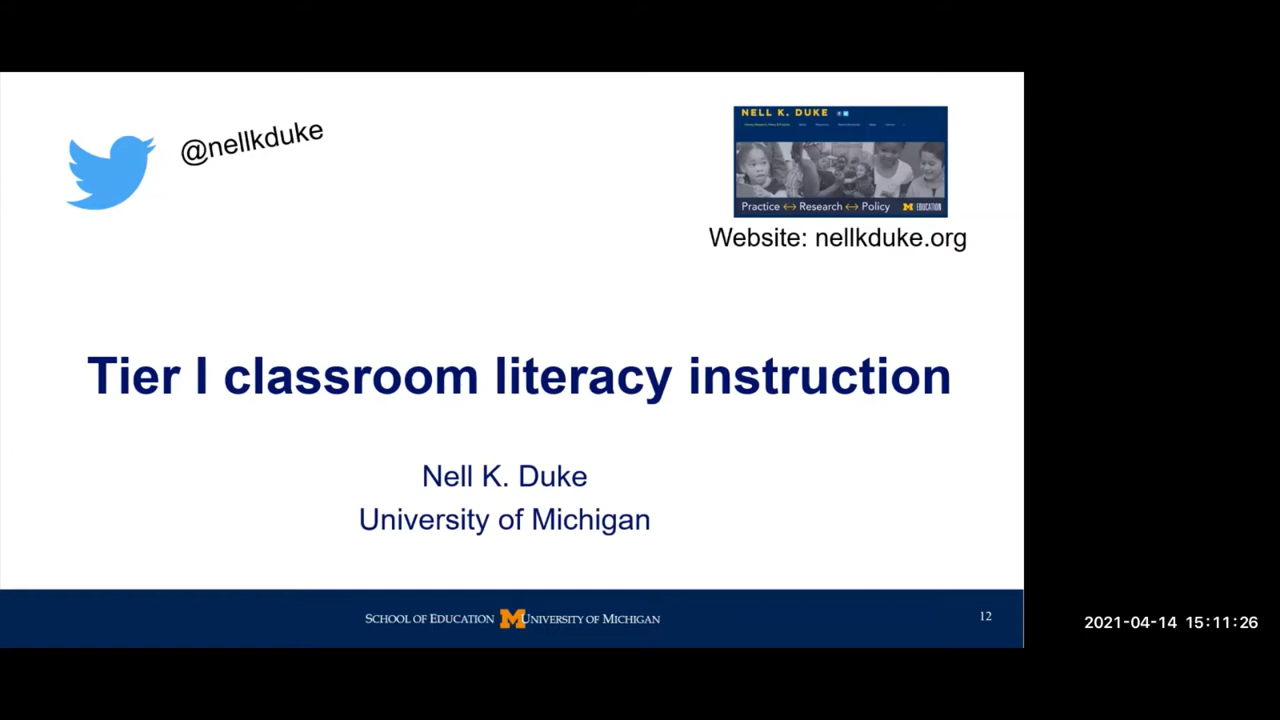 @nellkduke
NELL K. DUKE
Practice ↔ Research ↔ Policy
M EDUCATION
Website: nellkduke.org
Tier I classroom literacy instruction
Nell K. Duke
University of Michigan
SCHOOL OF EDUCATION M UNIVERSITY OF MICHIGAN
12
2021-04-14 15:11:26